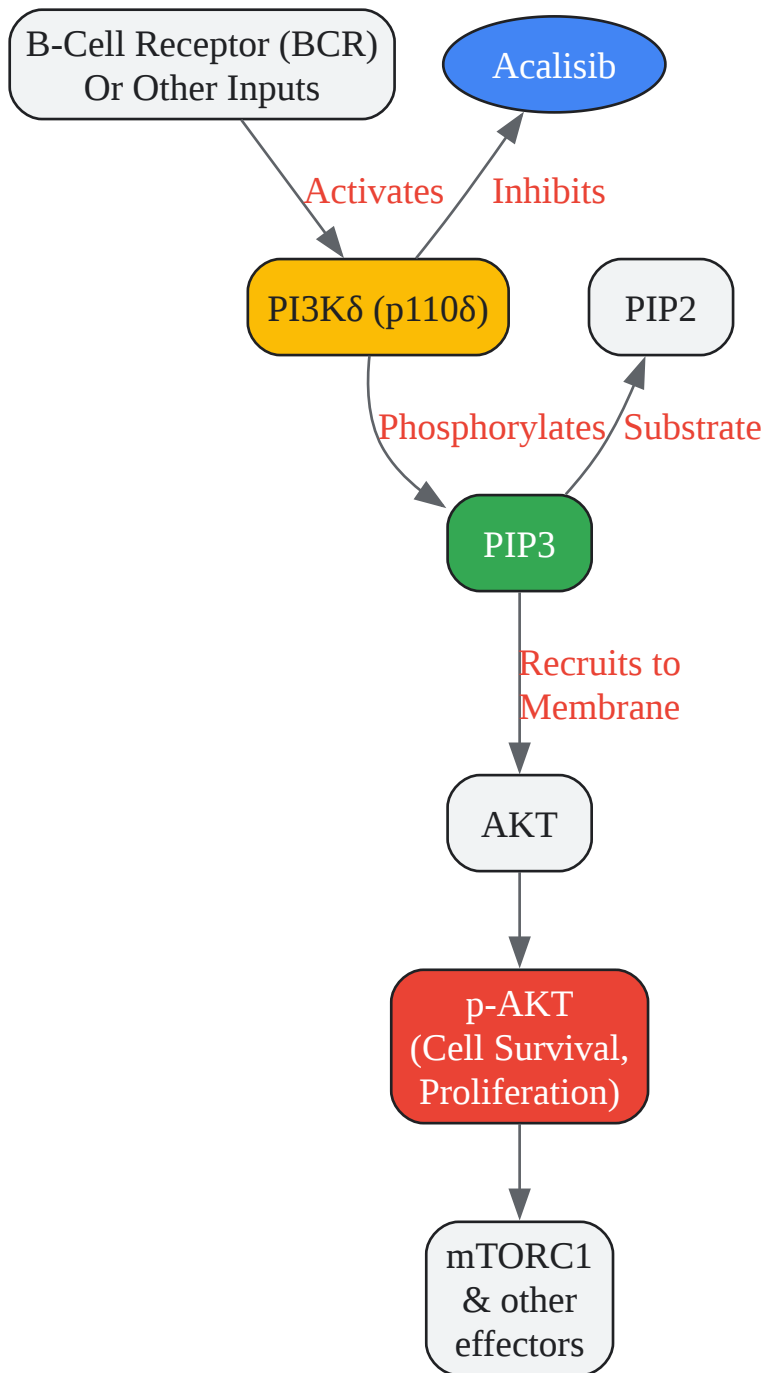 B-Cell Receptor (BCR)
Or Other Inputs
Acalisib
Activates
Inhibits
PI3Kδ (p110δ)
PIP2
Phosphorylates
Substrate
PIP3
Recruits to
Membrane
AKT
p-AKT
(Cell Survival,
Proliferation)
mTORC1
& other
effectors